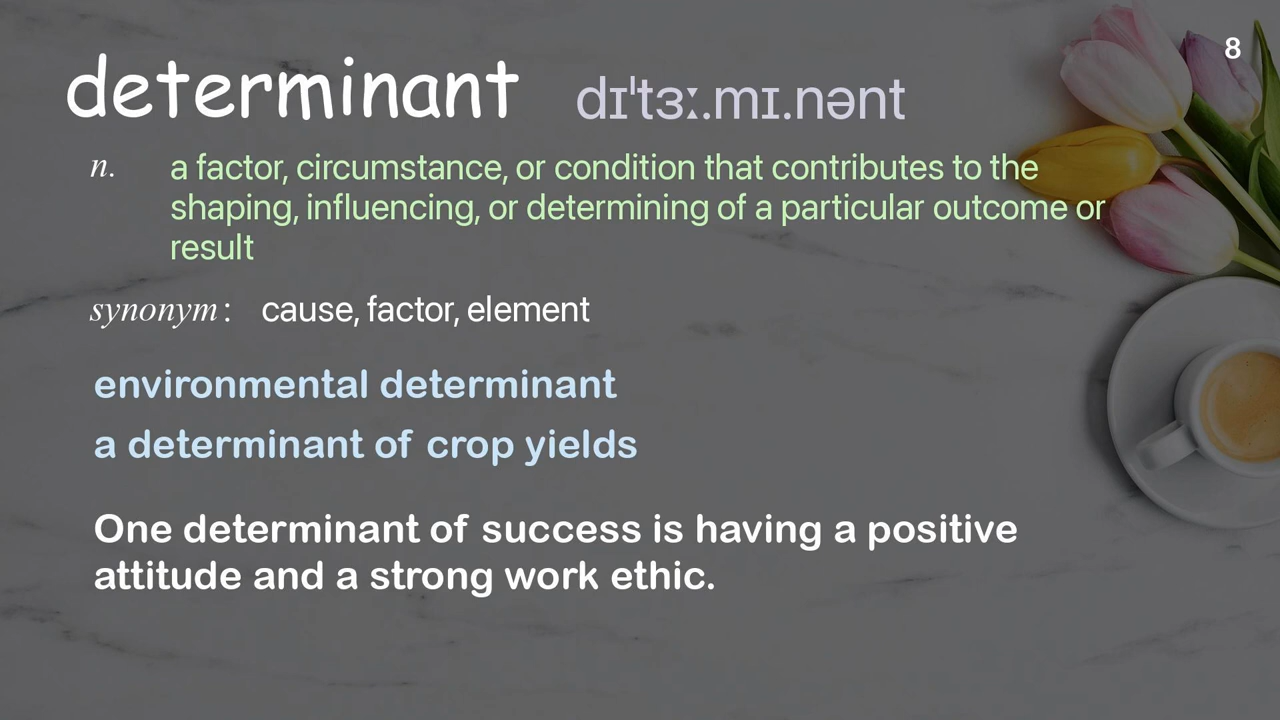 8
determinant dɪˈtɜː.mɪ.nənt
n. a factor, circumstance, or condition that contributes to the
shaping, influencing, or determining of a particular outcome or
result
synonym: cause, factor, element
environmental determinant
a determinant of crop yields
One determinant of success is having a positive
attitude and a strong work ethic.